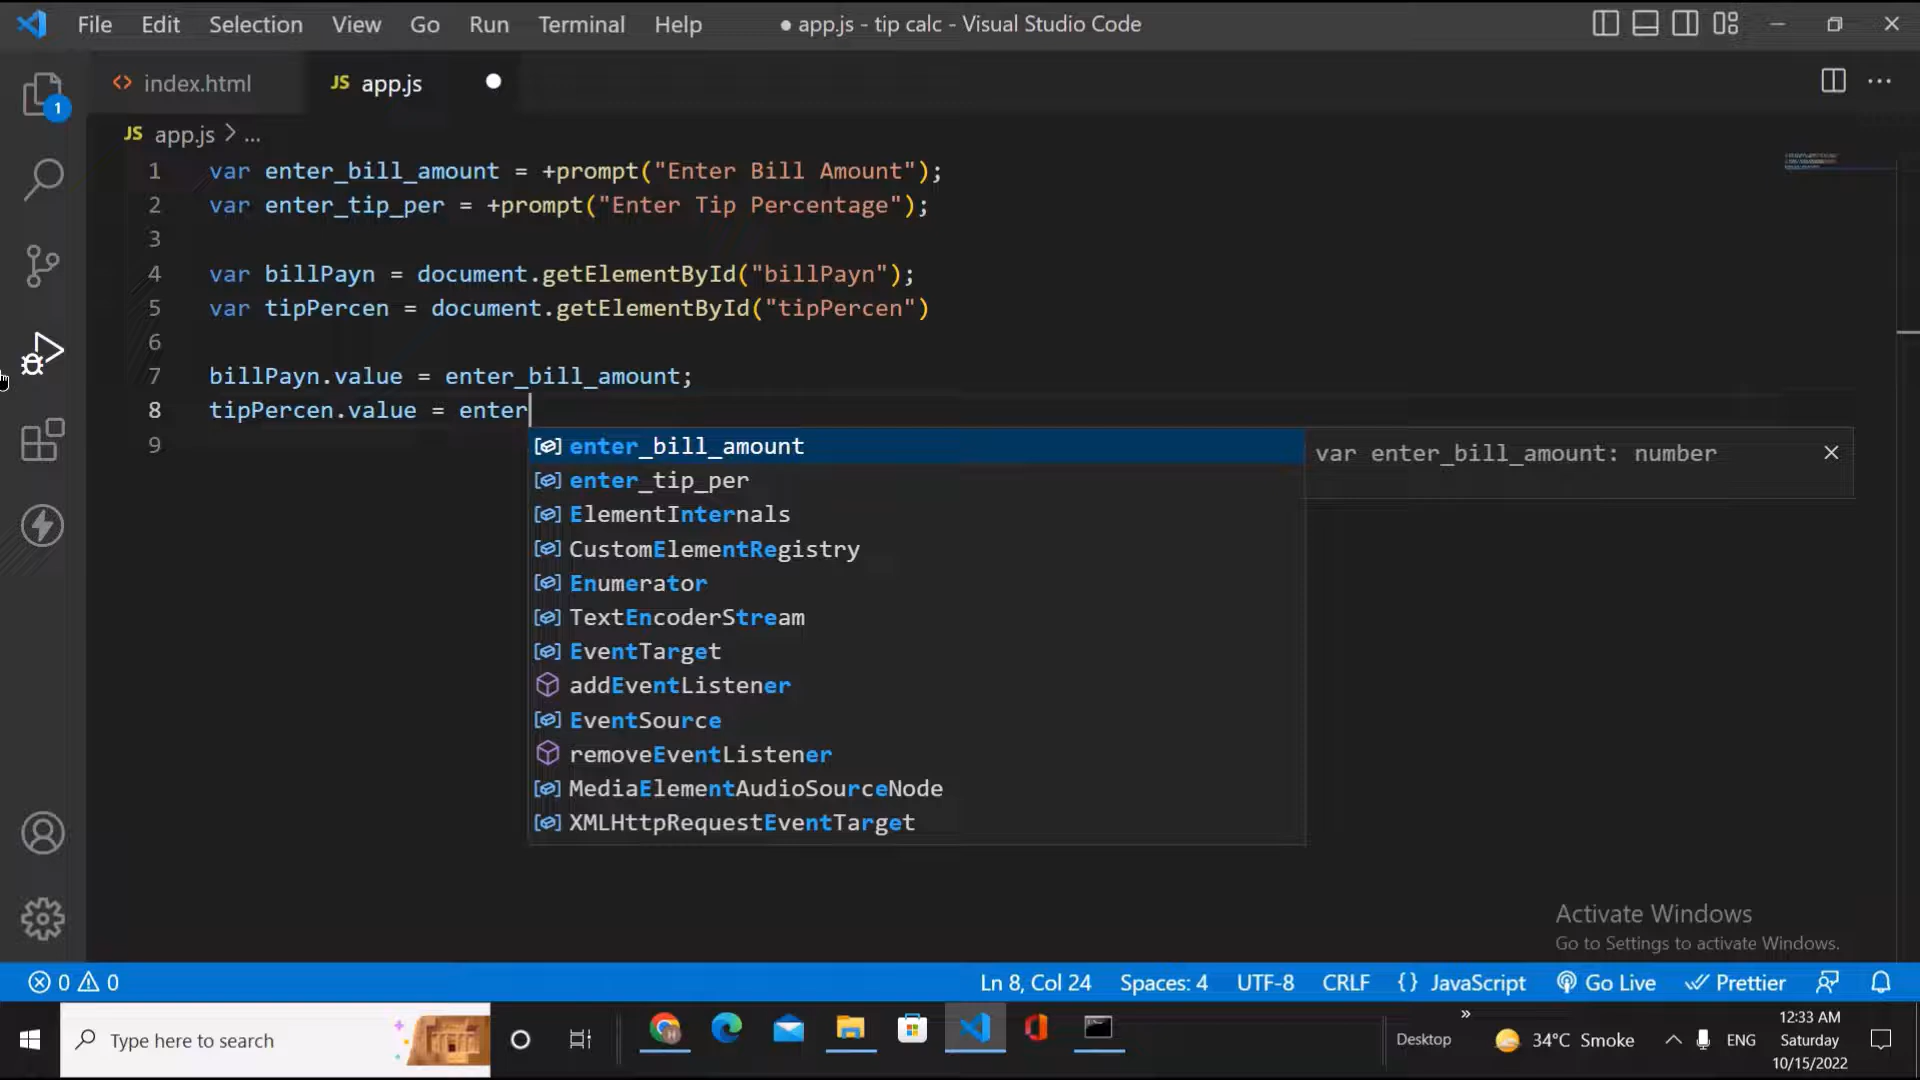 File Edit Selection View Go Run Terminal Help ● app.js - tip calc - Visual Studio Code
index.html JS app.js
1
JS app.js > ...
1 var enter_bill_amount = +prompt("Enter Bill Amount");
2 var enter_tip_per = +prompt("Enter Tip Percentage");
3
4 var billPayn = document.getElementById("billPayn");
5 var tipPercen = document.getElementById("tipPercen")
6
7 billPayn.value = enter_bill_amount;
8 tipPercen.value = enter
9
enter_bill_amount
var enter_bill_amount: number
enter_tip_per
ElementInternals
CustomElementRegistry
Enumerator
TextEncoderStream
EventTarget
addEventListener
EventSource
removeEventListener
MediaElementAudioSourceNode
XMLHttpRequestEventTarget
Activate Windows
Go to Settings to activate Windows.
0 0 Ln 8, Col 24 Spaces: 4 UTF-8 CRLF {} JavaScript Go Live Prettier
Type here to search
Desktop » 34°C Smoke ENG
12:33 AM
Saturday
10/15/2022